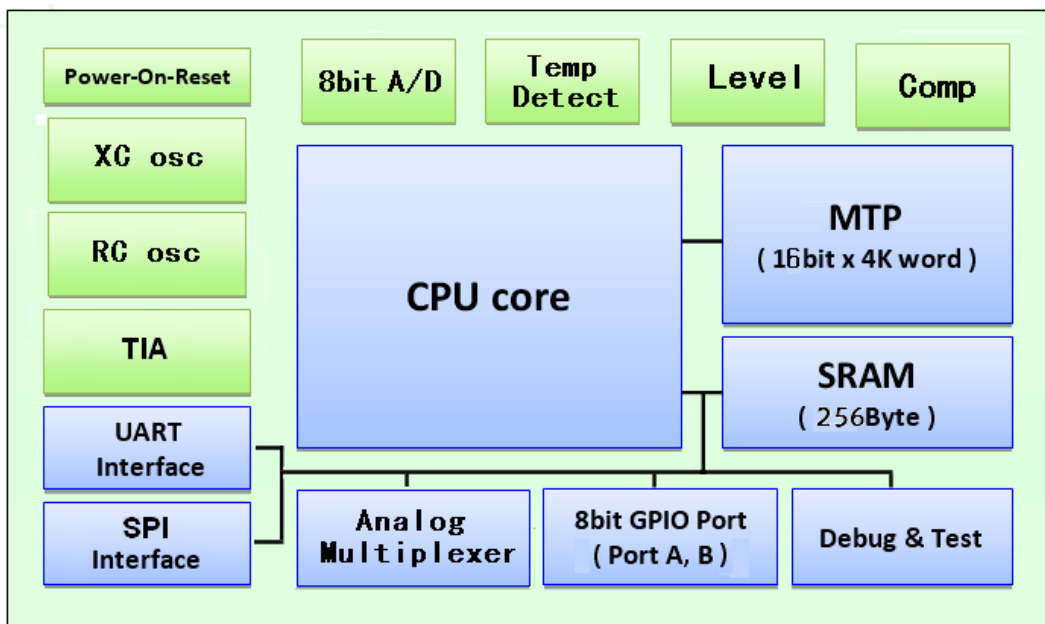 Power-On-Reset
8bit A/D
Temp
Detect
Level
Comp
XC osc
RC osc
TIA
CPU core
MTP
( 16bit x 4K word )
SRAM
( 256Byte )
UART
Interface
SPI
Interface
Analog
Multiplexer
8bit GPIO Port
( Port A, B )
Debug & Test